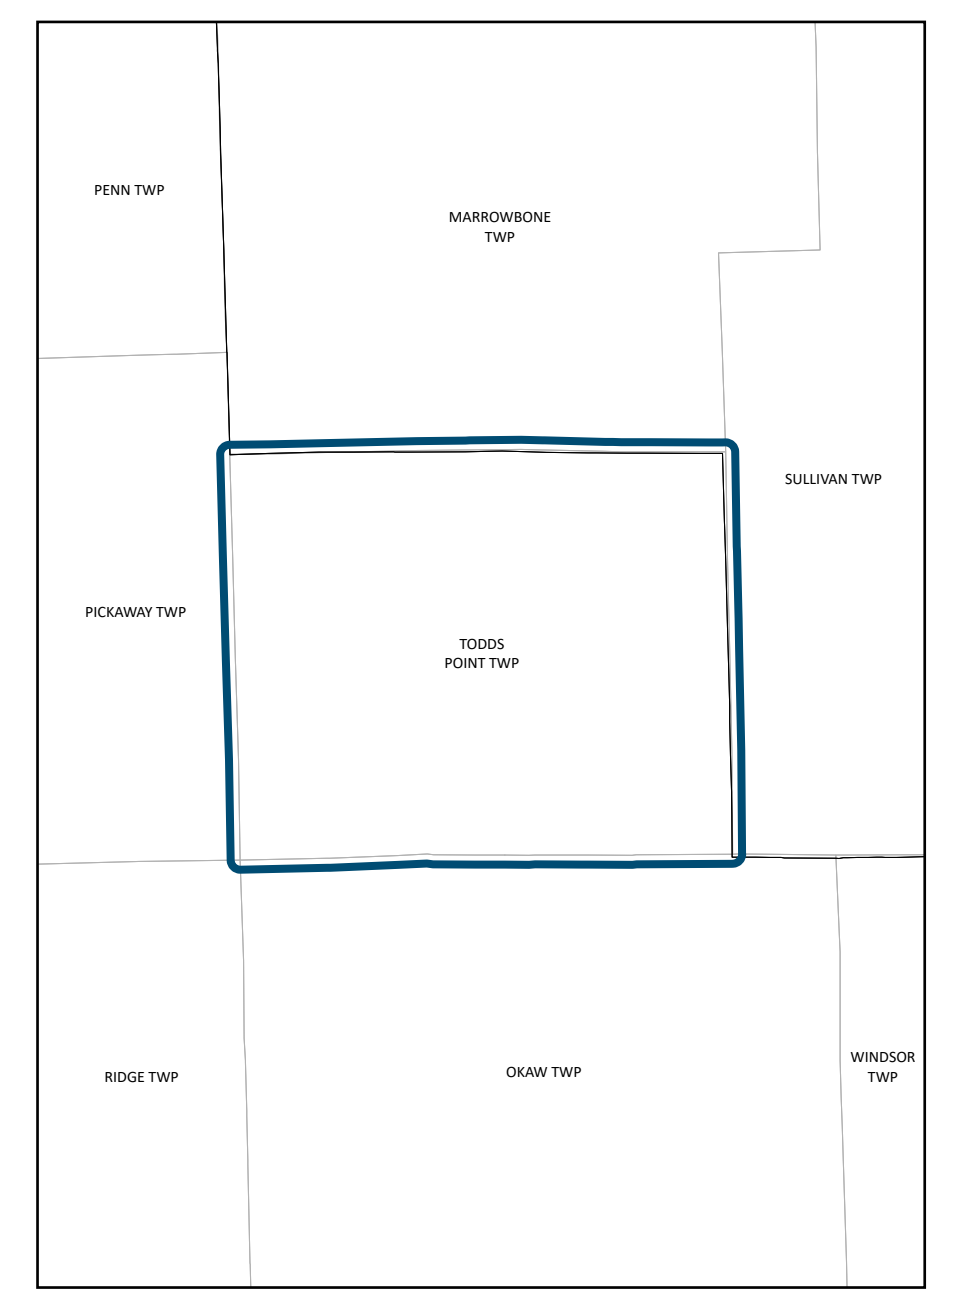 PENN TWP
MARROWBONE
TWP
SULLIVAN TWP
PICKAWAY TWP
TODDS
POINT TWP
RIDGE TWP
OKAW TWP
WINDSOR
TWP